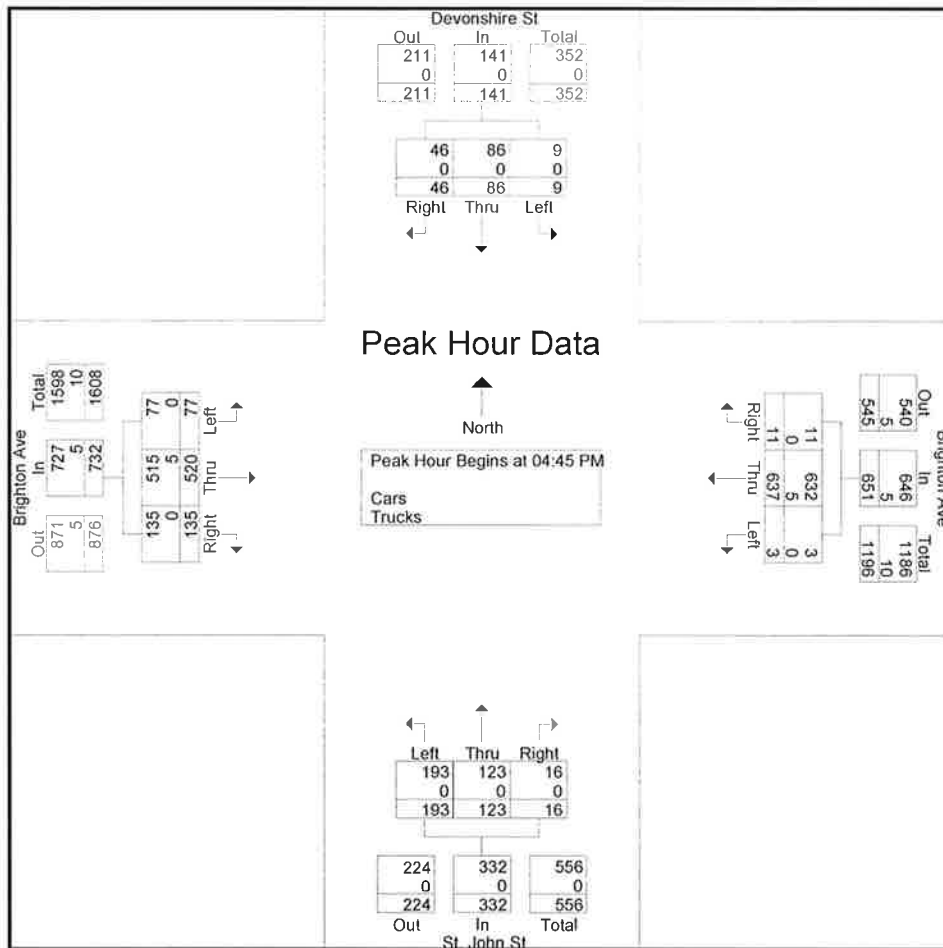 Devonshire St
Out In Total
211 141 352
0 0 0
211 141 352
46 86 9
0 0 0
46 86 9
Right Thru Left
Peak Hour Data
North
Peak Hour Begins at 04:45 PM
Cars
Trucks
Brighton Ave
Total
1598
10
1608
In
727
5
732
Out
871
5
876
Left
77
0
77
Thru
515
5
520
Right
135
0
135
Right
11
0
11
Thru
632
5
637
Left
3
0
3
Out
540
5
545
In
646
5
651
Total
1186
10
1196
Brighton Ave
Left Thru Right
193 123 16
0 0 0
193 123 16
224 332 556
0 0 0
224 332 556
Out In Total
St. John St